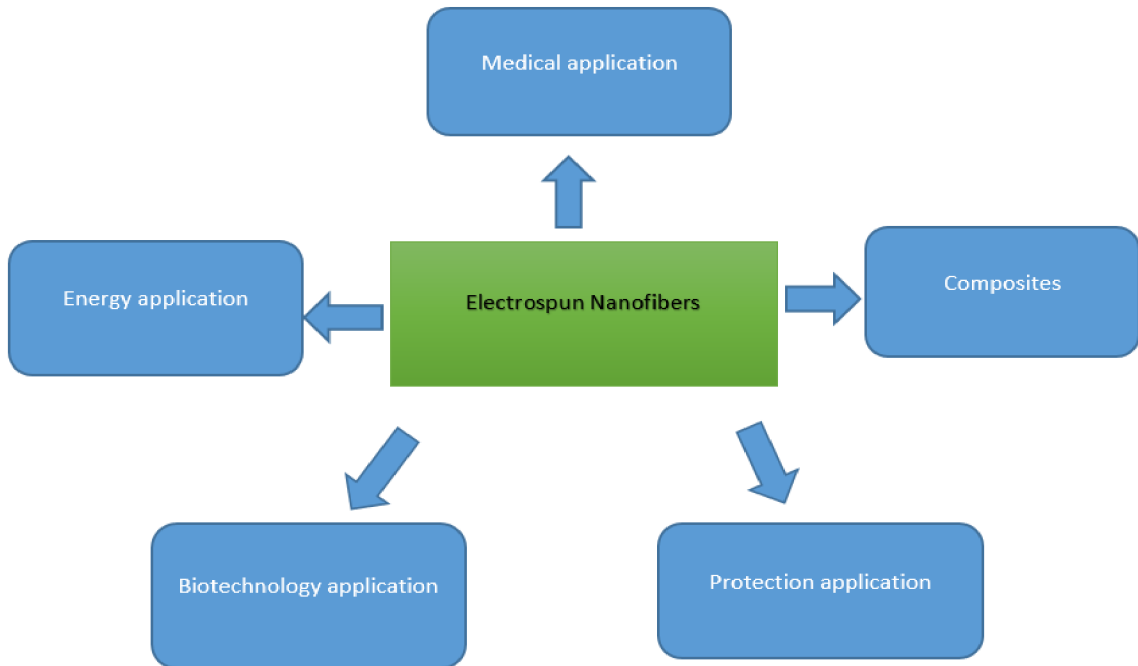 Medical application
Energy application
Electrospun Nanofibers
Composites
Biotechnology application
Protection application